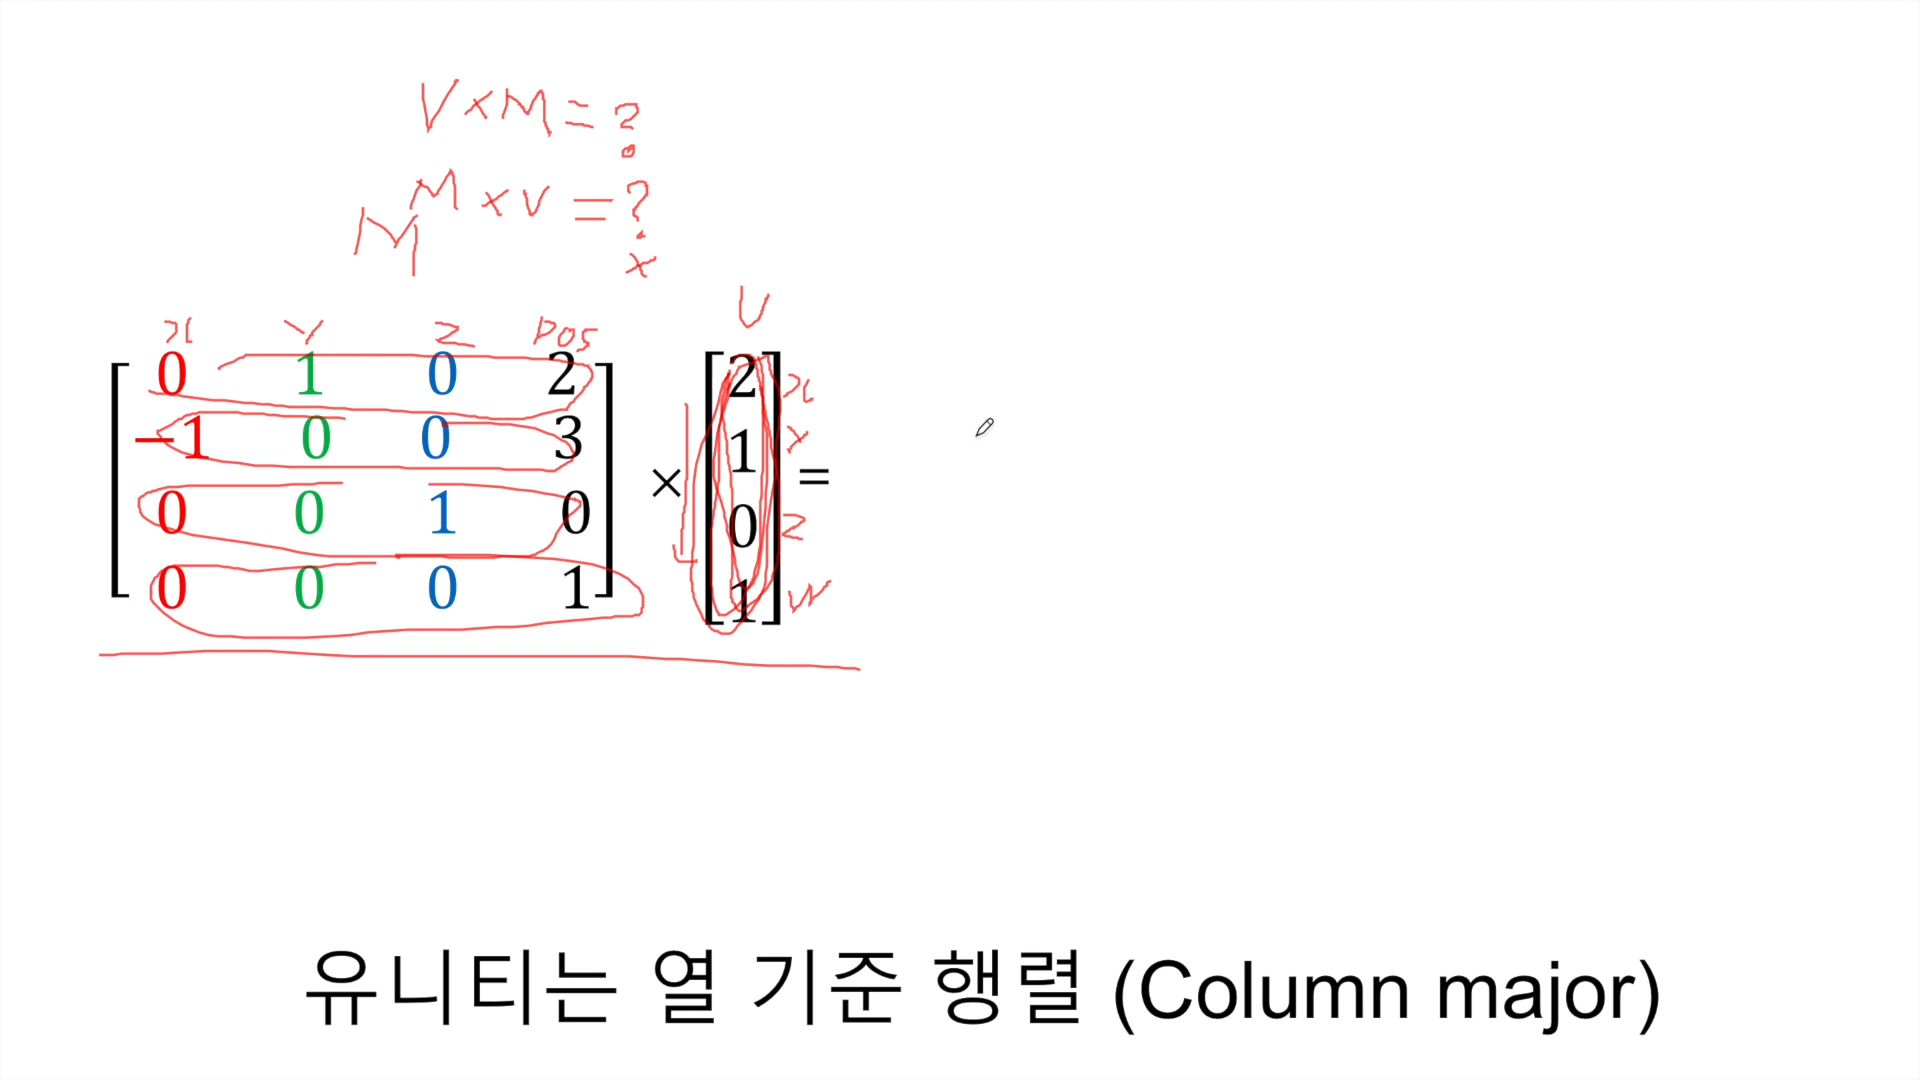 V × M = ?
M × V = ?
M
x
V
x Y Z Pos
0 1 0 2
−1 0 0 3
0 0 1 0
0 0 0 1
×
2 x
1 Y
0 Z
1 w
=
유니티는 열 기준 행렬 (Column major)